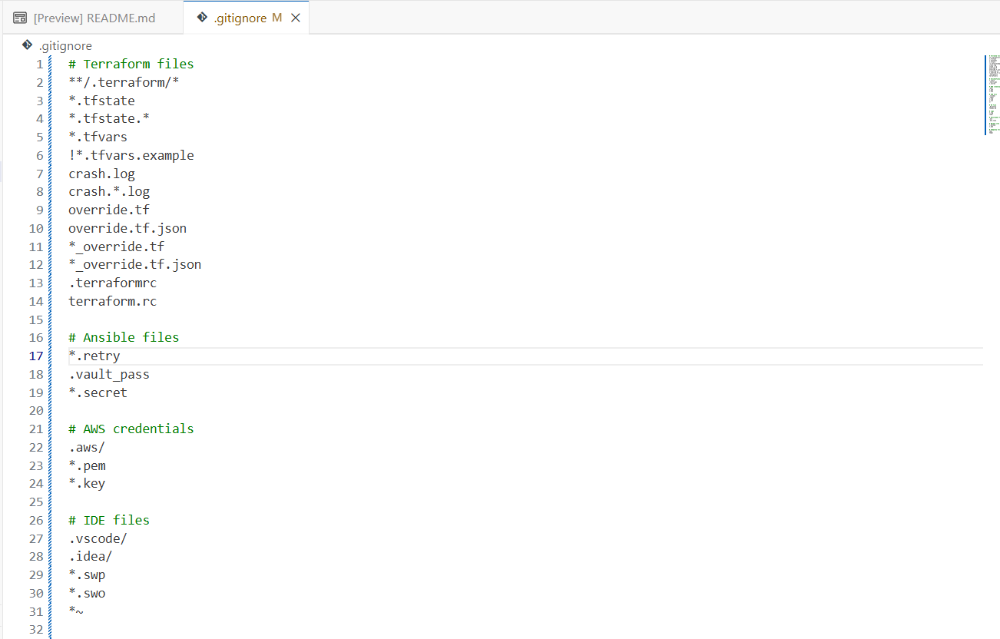 [Preview] README.md
.gitignore M
.gitignore
1 # Terraform files
2 **/.terraform/*
3 *.tfstate
4 *.tfstate.*
5 *.tfvars
6 !*.tfvars.example
7 crash.log
8 crash.*.log
9 override.tf
10 override.tf.json
11 *_override.tf
12 *_override.tf.json
13 .terraformrc
14 terraform.rc
15
16 # Ansible files
17 *.retry
18 .vault_pass
19 *.secret
20
21 # AWS credentials
22 .aws/
23 *.pem
24 *.key
25
26 # IDE files
27 .vscode/
28 .idea/
29 *.swp
30 *.swo
31 *~
32